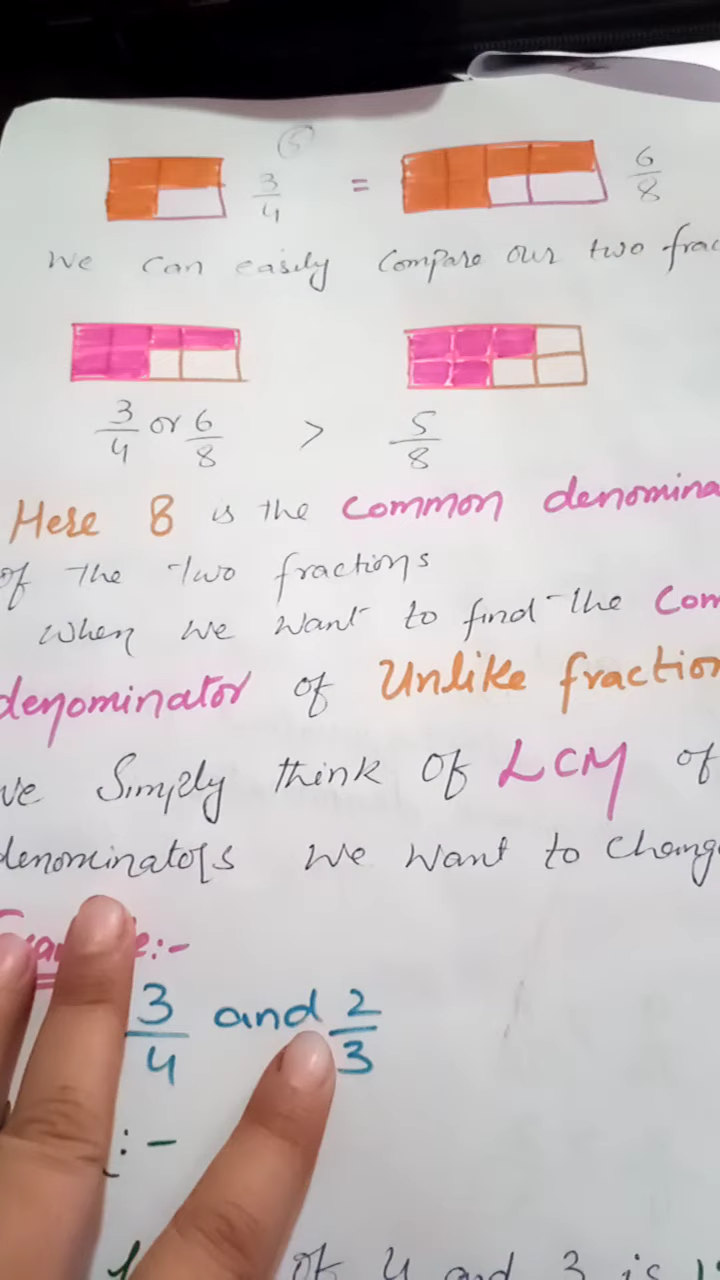 5
3/4 = 6/8
We can easily compare our two frac
3/4 or 6/8 > 5/8
Here 8 is the common denomina
of the two fractions
When we want to find the com
denominator of Unlike fraction
we Simply think of LCM of
denominators we want to chang
3/4 and 2/3
:-
of 4 and 3 is